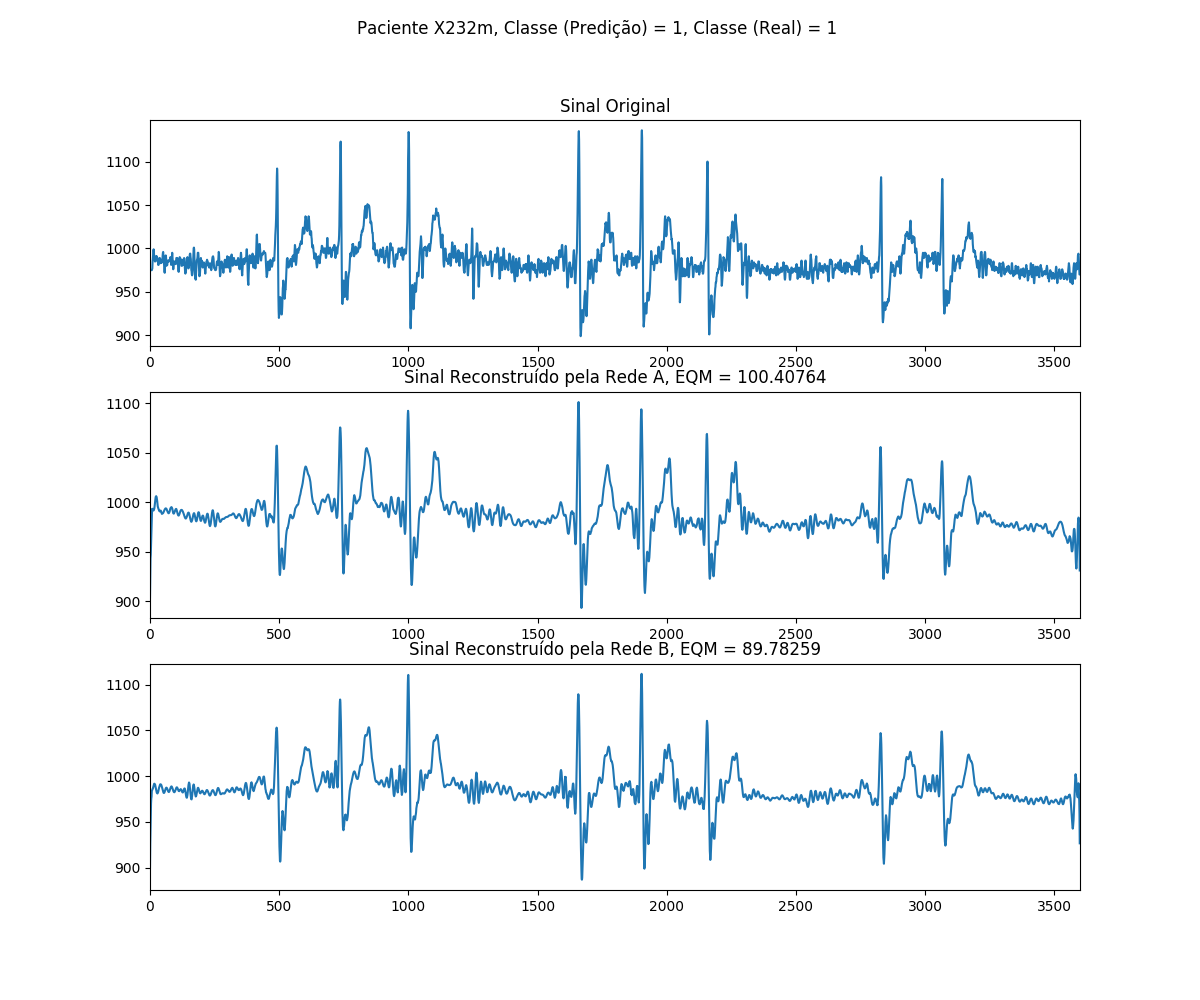 Paciente X232m, Classe (Predição) = 1, Classe (Real) = 1
Sinal Original
1100
1050
1000
950
900
0 500 1000 1500 2000 2500 3000 3500
Sinal Reconstruído pela Rede A, EQM = 100.40764
1100
1050
1000
950
900
0 500 1000 1500 2000 2500 3000 3500
Sinal Reconstruído pela Rede B, EQM = 89.78259
1100
1050
1000
950
900
0 500 1000 1500 2000 2500 3000 3500